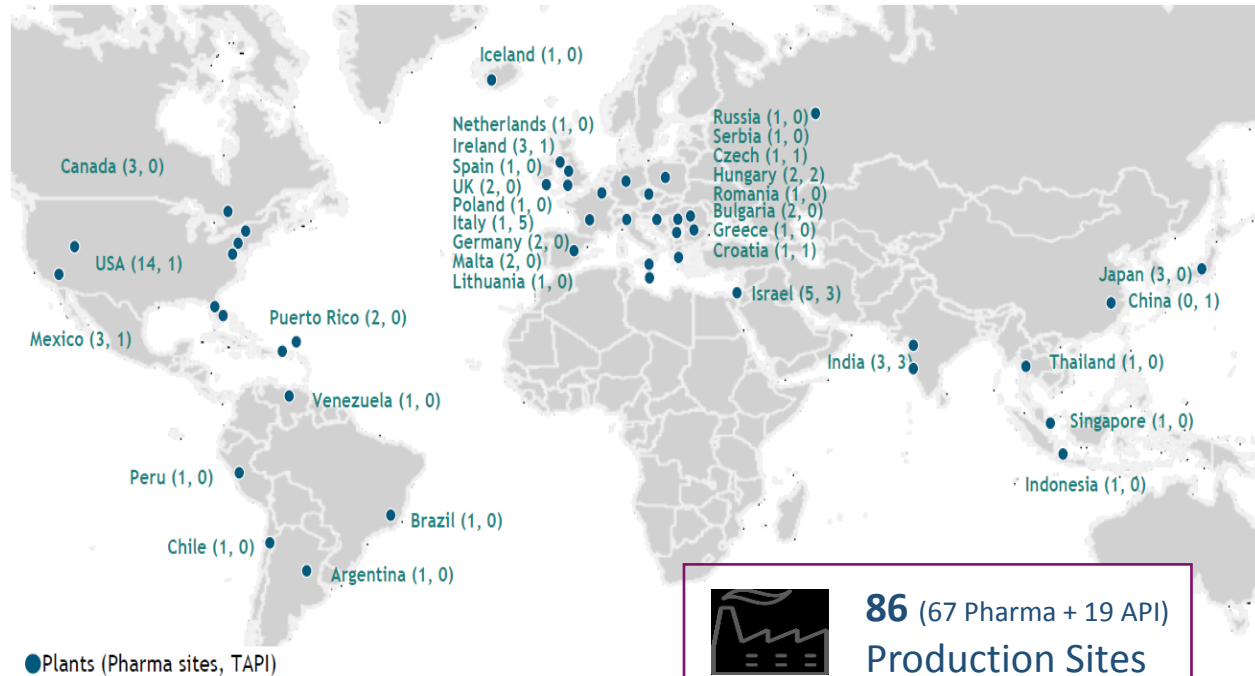 Iceland (1, 0)
Netherlands (1, 0)
Ireland (3, 1)
Spain (1, 0)
UK (2, 0)
Poland (1, 0)
Italy (1, 5)
Germany (2, 0)
Malta (2, 0)
Lithuania (1, 0)
Russia (1, 0)
Serbia (1, 0)
Czech (1, 1)
Hungary (2, 2)
Romania (1, 0)
Bulgaria (2, 0)
Greece (1, 0)
Croatia (1, 1)
Canada (3, 0)
USA (14, 1)
Mexico (3, 1)
Puerto Rico (2, 0)
Venezuela (1, 0)
Peru (1, 0)
Brazil (1, 0)
Chile (1, 0)
Argentina (1, 0)
Israel (5, 3)
Japan (3, 0)
China (0, 1)
India (3, 3)
Thailand (1, 0)
Singapore (1, 0)
Indonesia (1, 0)
86 (67 Pharma + 19 API)
Production Sites
Plants (Pharma sites, TAPI)